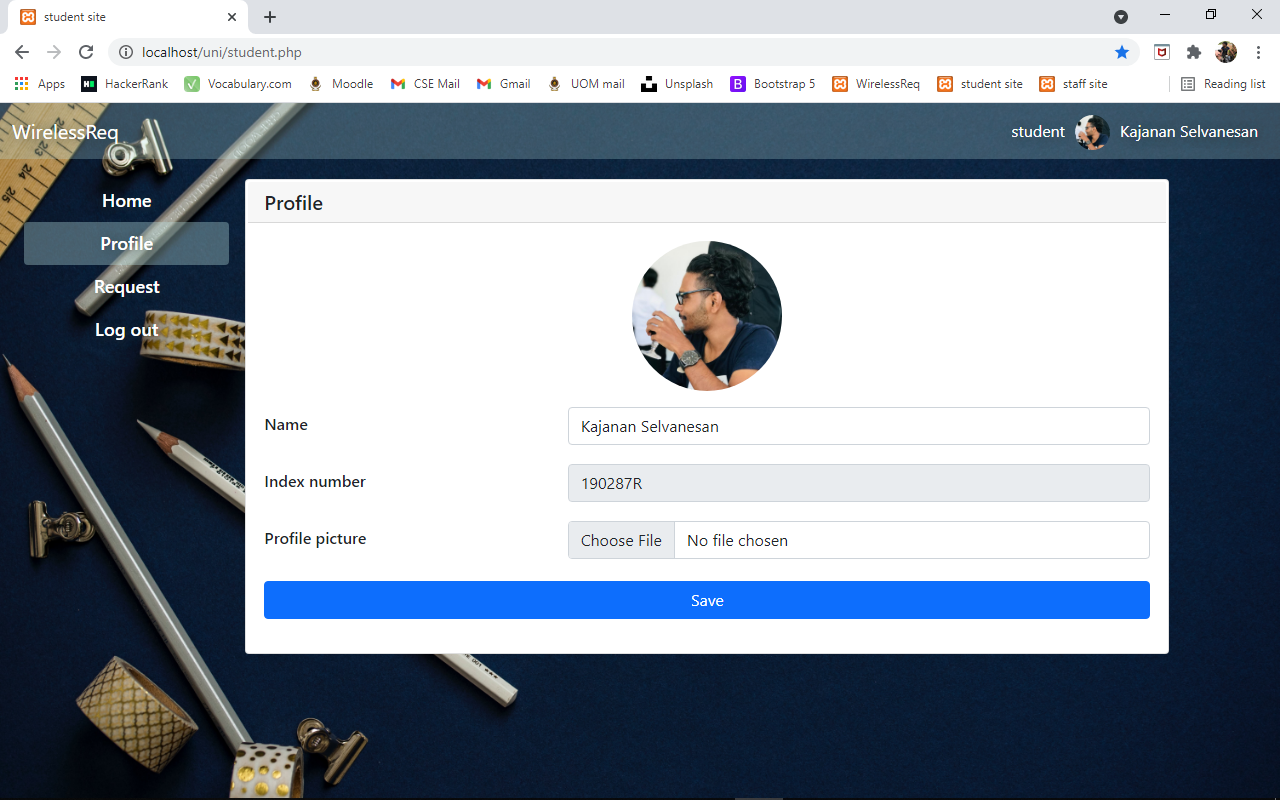 student site
localhost/uni/student.php
Apps HackerRank Vocabulary.com Moodle CSE Mail Gmail UOM mail Unsplash Bootstrap 5 WirelessReq student site staff site Reading list
WirelessReq student Kajanan Selvanesan
Home
Profile
Request
Log out
Profile
Name Kajanan Selvanesan
Index number 190287R
Profile picture Choose File No file chosen
Save